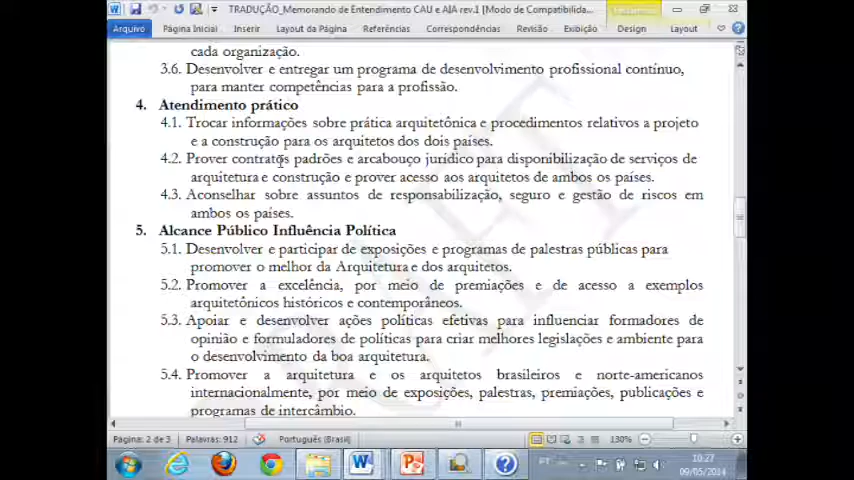 TRADUÇÃO_Memorando de Entendimento CAU e AIA rev.1 [Modo de Compatibilida...
Arquivo Página Inicial Inserir Layout da Página Referências Correspondências Revisão Exibição Design Layout
cada organização.
3.6. Desenvolver e entregar um programa de desenvolvimento profissional contínuo,
para manter competências para a profissão.
4. Atendimento prático
4.1. Trocar informações sobre prática arquitetônica e procedimentos relativos a projeto
e a construção para os arquitetos dos dois países.
4.2. Prover contratos padrões e arcabouço jurídico para disponibilização de serviços de
arquitetura e construção e prover acesso aos arquitetos de ambos os países.
4.3. Aconselhar sobre assuntos de responsabilização, seguro e gestão de riscos em
ambos os países.
5. Alcance Público Influência Política
5.1. Desenvolver e participar de exposições e programas de palestras públicas para
promover o melhor da Arquitetura e dos arquitetos.
5.2. Promover a excelência, por meio de premiações e de acesso a exemplos
arquitetônicos históricos e contemporâneos.
5.3. Apoiar e desenvolver ações políticas efetivas para influenciar formadores de
opinião e formuladores de políticas para criar melhores legislações e ambiente para
o desenvolvimento da boa arquitetura.
5.4. Promover a arquitetura e os arquitetos brasileiros e norte-americanos
internacionalmente, por meio de exposições, palestras, premiações, publicações e
programas de intercâmbio.
Página: 2 de 3 Palavras: 912 Português (Brasil) 130%
PT 10:27
09/05/2014